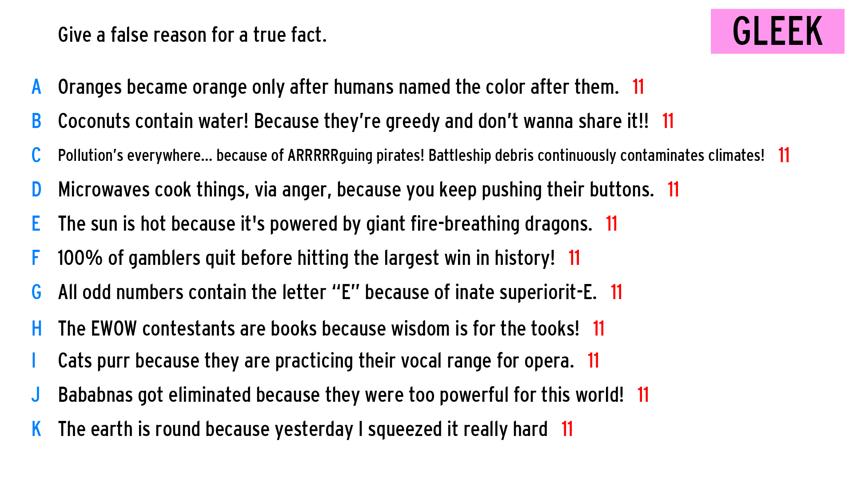 Give a false reason for a true fact.
GLEEK
A Oranges became orange only after humans named the color after them. 11
B Coconuts contain water! Because they're greedy and don't wanna share it!! 11
C Pollution's everywhere... because of ARRRRRguing pirates! Battleship debris continuously contaminates climates! 11
D Microwaves cook things, via anger, because you keep pushing their buttons. 11
E The sun is hot because it's powered by giant fire-breathing dragons. 11
F 100% of gamblers quit before hitting the largest win in history! 11
G All odd numbers contain the letter “E” because of inate superiorit-E. 11
H The EWOW contestants are books because wisdom is for the tooks! 11
I Cats purr because they are practicing their vocal range for opera. 11
J Bababnas got eliminated because they were too powerful for this world! 11
K The earth is round because yesterday I squeezed it really hard 11